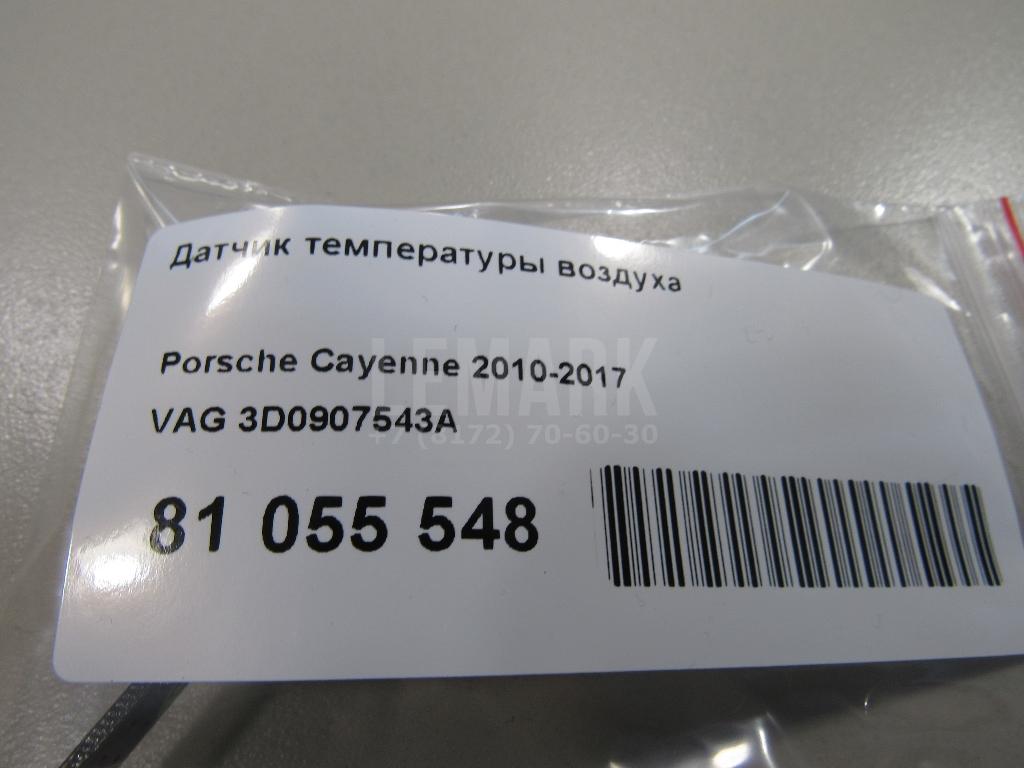 Датчик температуры воздуха
Porsche Cayenne 2010-2017
LEMARK
VAG 3D0907543A
+7 (8172) 70-60-30
81 055 548